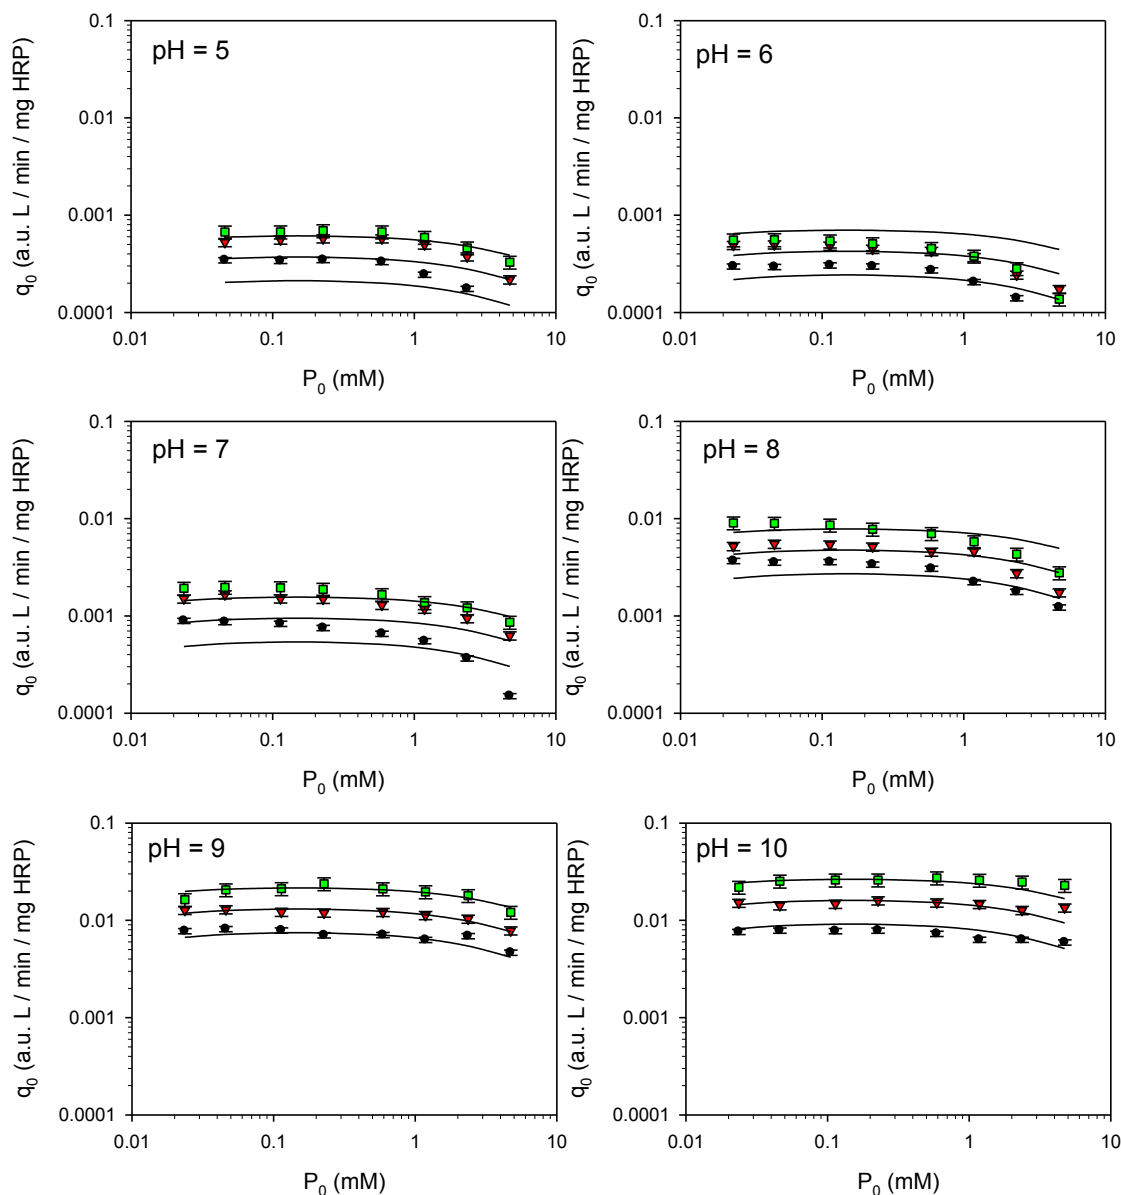 0.1
pH = 5
0.01
0.001
0.0001
0.01 0.1 1 10
P0 (mM)
q0 (a.u. L / min / mg HRP)
0.1
pH = 6
0.01
0.001
0.0001
0.01 0.1 1 10
P0 (mM)
q0 (a.u. L / min / mg HRP)
0.1
pH = 7
0.01
0.001
0.0001
0.01 0.1 1 10
P0 (mM)
q0 (a.u. L / min / mg HRP)
0.1
pH = 8
0.01
0.001
0.0001
0.01 0.1 1 10
P0 (mM)
q0 (a.u. L / min / mg HRP)
0.1
pH = 9
0.01
0.001
0.0001
0.01 0.1 1 10
P0 (mM)
q0 (a.u. L / min / mg HRP)
0.1
pH = 10
0.01
0.001
0.0001
0.01 0.1 1 10
P0 (mM)
q0 (a.u. L / min / mg HRP)